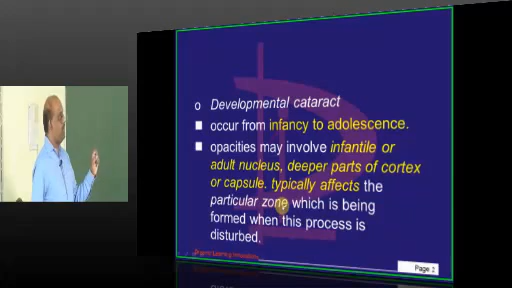 o Developmental cataract
■ occur from infancy to adolescence.
■ opacities may involve infantile or
adult nucleus, deeper parts of cortex
or capsule. typically affects the
particular zone which is being
formed when this process is
disturbed.
Page 2